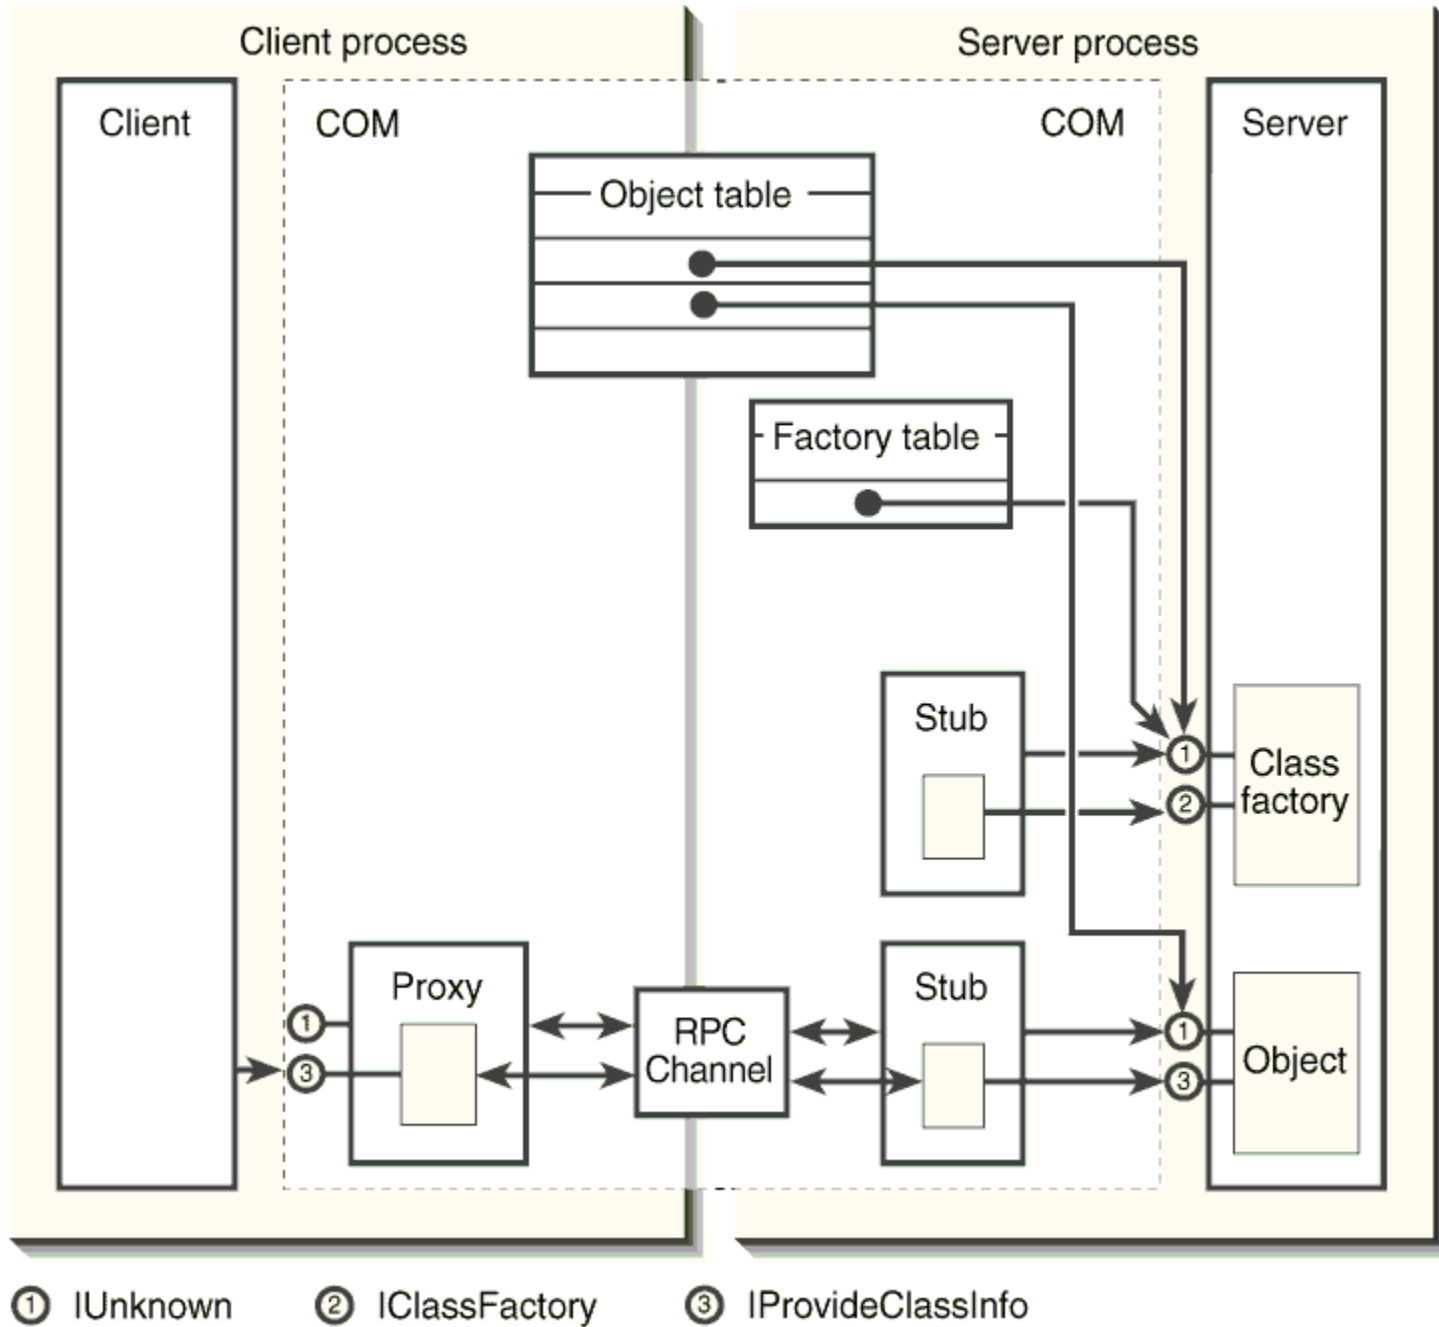 Client process
Server process
Client
COM
COM
Server
Object table
Factory table
Stub
1
2
Class
factory
Proxy
1
3
RPC
Channel
Stub
1
3
Object
1 IUnknown
2 IClassFactory
3 IProvideClassInfo